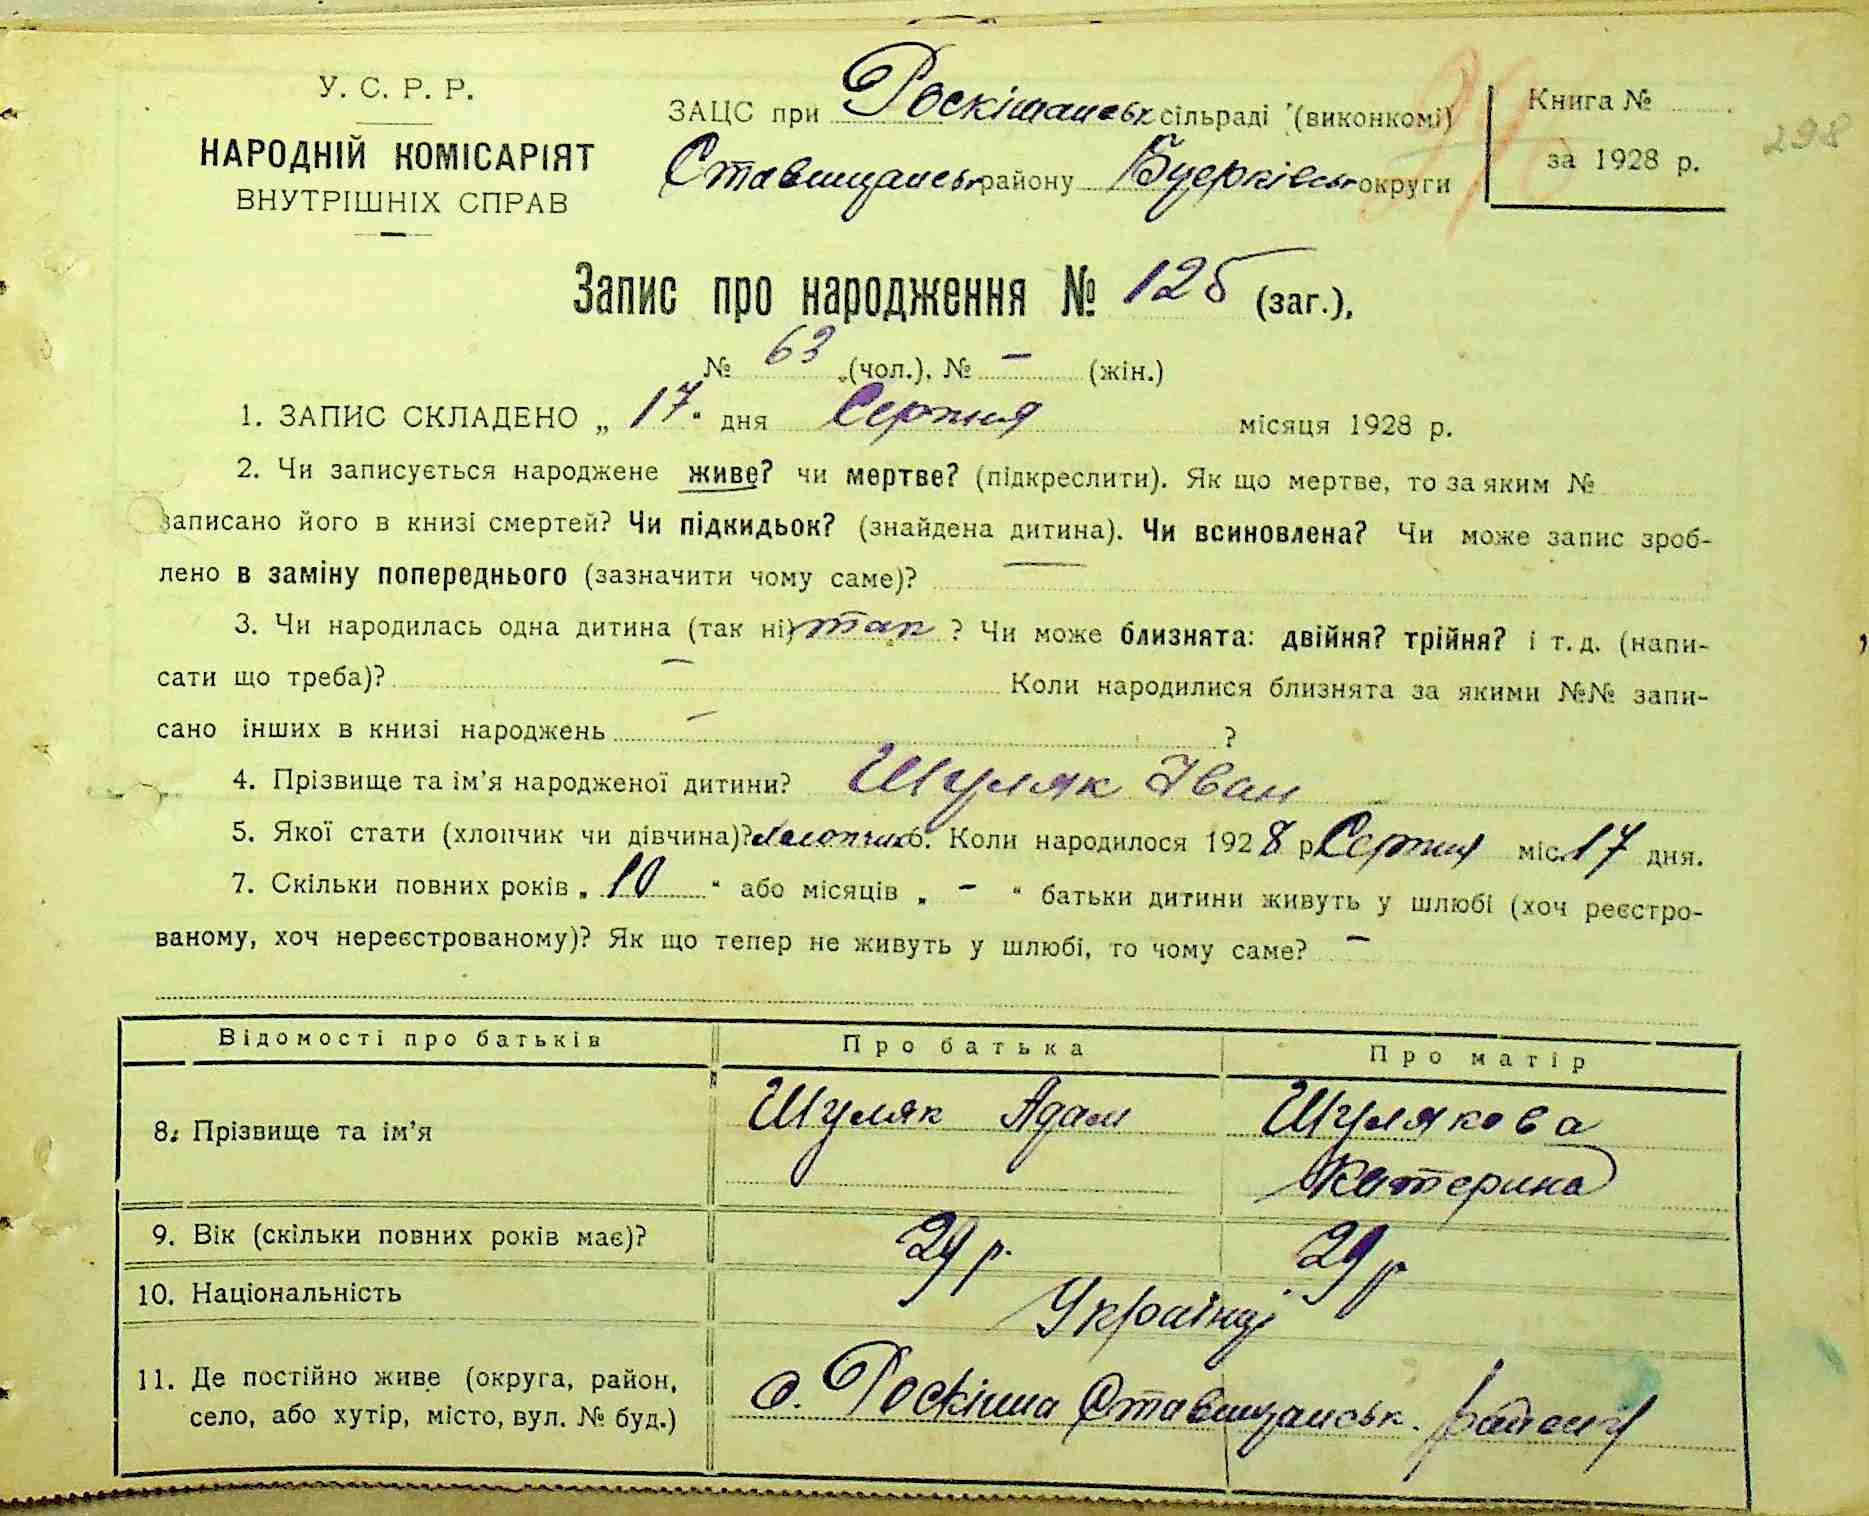 У. С. Р. Р.
НАРОДНІЙ КОМІСАРІЯТ
ВНУТРІШНІХ СПРАВ
ЗАЦС при Роскішанськ сільраді (виконкомі)
Ставищанськ району Бцерківськ округи
Книга №
за 1928 р.
298
Запис про народження № 125 (заг.),
№ 63 (чол.), № – (жін.)
1. ЗАПИС СКЛАДЕНО „ 17 “ дня Серпня місяця 1928 р.
2. Чи записується народжене живе? чи мертве? (підкреслити). Як що мертве, то за яким №
записано його в книзі смертей? Чи підкидьок? (знайдена дитина). Чи всиновлена? Чи може запис зроб-
лено в заміну попереднього (зазначити чому саме)? —
3. Чи народилась одна дитина (так ні) так ? Чи може близнята: двійня? трійня? і т. д. (напи-
сати що треба)? – Коли народилися близнята за якими №№ запи-
сано інших в книзі народжень – ?
4. Прізвище та ім’я народженої дитини? Шуляк Іван
5. Якої стати (хлопчик чи дівчина)? Хлопчик 6. Коли народилося 1928 р. Серпня міс. 17 дня.
7. Скільки повних років „ 10 “ або місяців „ – “ батьки дитини живуть у шлюбі (хоч реєстро-
ваному, хоч нереєстрованому)? Як що тепер не живуть у шлюбі, то чому саме? –
Відомості про батьків Про батька Про матір
8. Прізвище та ім’я Шуляк Адам Шулякова
Катерина
9. Вік (скільки повних років має)? 29 р. 29 р
10. Національність Українці
11. Де постійно живе (округа, район,
село, або хутір, місто, вул. № буд.) с. Роскішна Ставищанськ. району